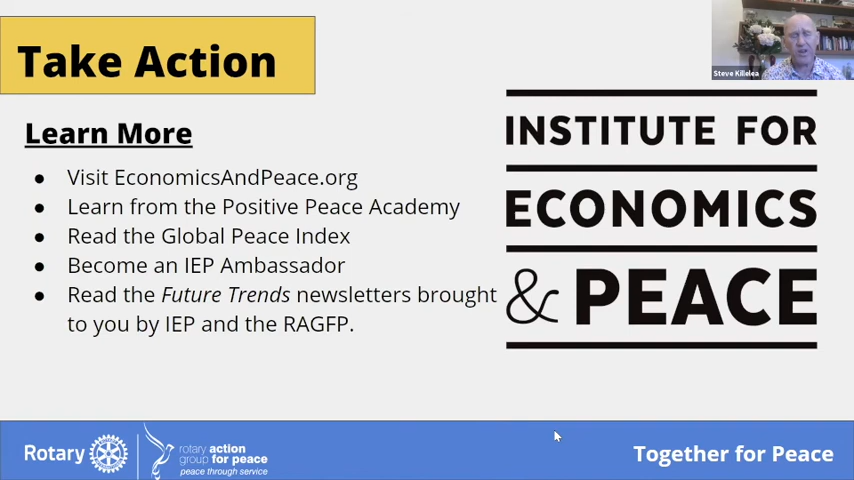 Take Action
Steve Killelea
Learn More
● Visit EconomicsAndPeace.org
● Learn from the Positive Peace Academy
● Read the Global Peace Index
● Become an IEP Ambassador
● Read the Future Trends newsletters brought
to you by IEP and the RAGFP.
INSTITUTE FOR
ECONOMICS
& PEACE
Rotary
rotary action
group for peace
peace through service
Together for Peace